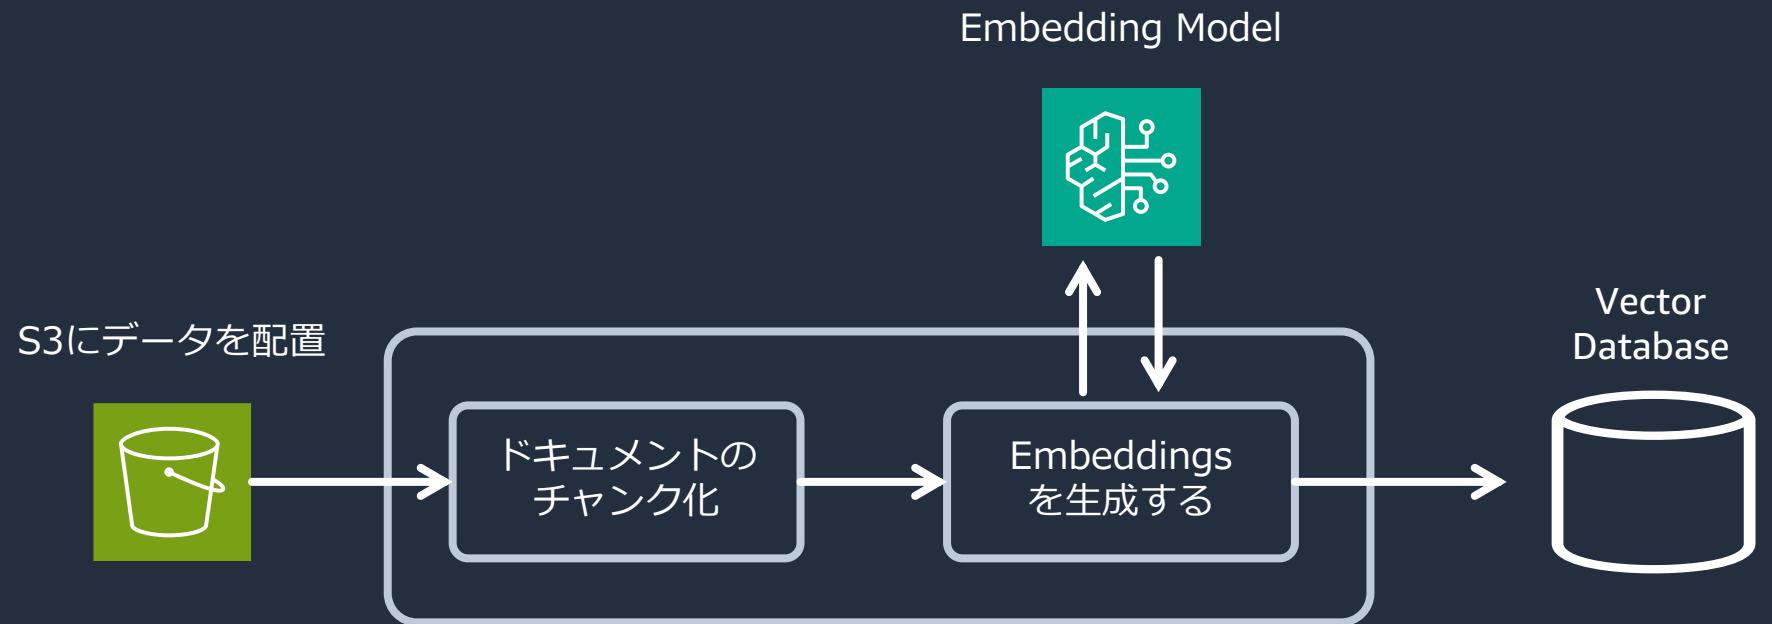 Embedding Model
S3にデータを配置
ドキュメントの
チャンク化
Embeddings
を生成する
Vector
Database